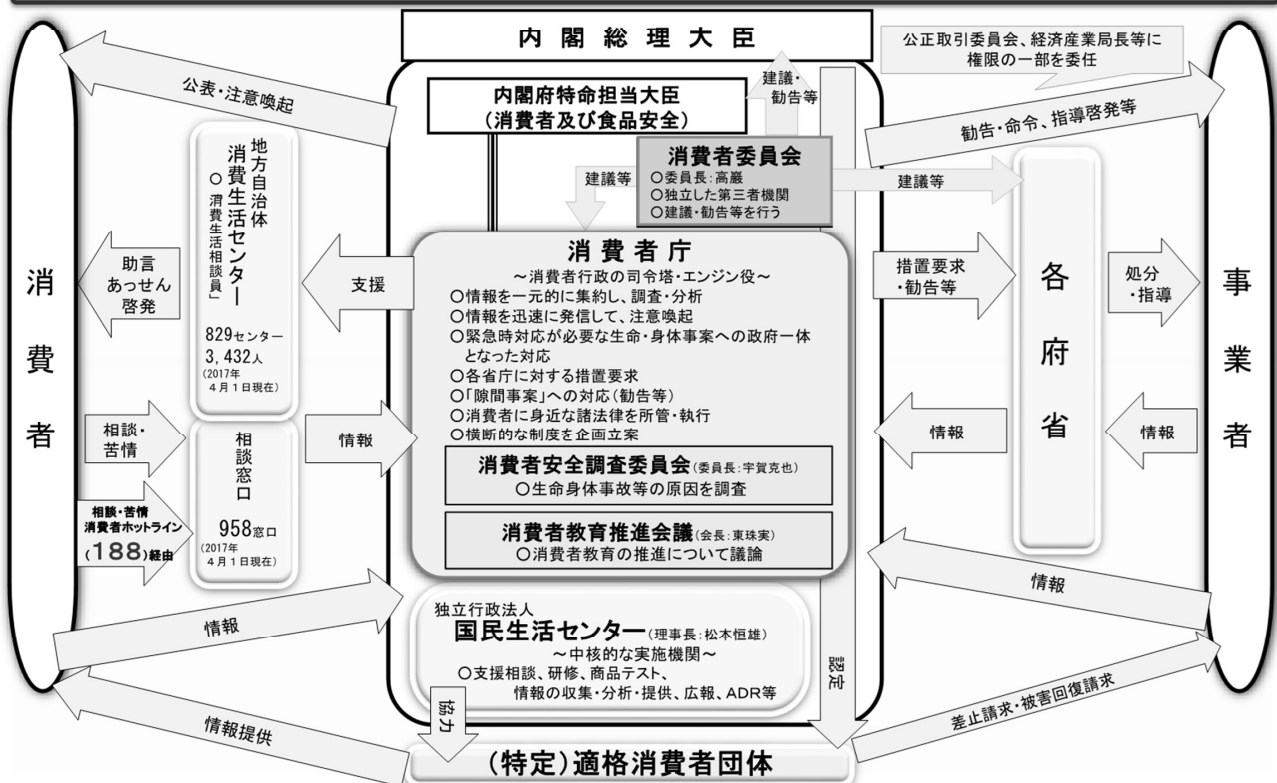 内閣総理大臣
公正取引委員会、経済産業局長等に
権限の一部を委任
内閣府特命担当大臣
(消費者及び食品安全)
建議・
勧告等
公表・注意喚起
勧告・命令、指導啓発等
消費者委員会
○委員長:高巖
○独立した第三者機関
○建議・勧告等を行う
建議等
建議等
消費者
地方自治体
消費生活センター
○「消費生活相談員」
829センター
3,432人
(2017年
4月1日現在)
助言
あっせん
啓発
支援
相談・
苦情
情報
相談窓口
958窓口
(2017年
4月1日現在)
相談・苦情
消費者ホットライン
(188)経由
消費者庁
~消費者行政の司令塔・エンジン役~
○情報を一元的に集約し、調査・分析
○情報を迅速に発信して、注意喚起
○緊急時対応が必要な生命・身体事案への政府一体
となった対応
○各省庁に対する措置要求
○「隙間事案」への対応(勧告等)
○消費者に身近な諸法律を所管・執行
○横断的な制度を企画立案
消費者安全調査委員会(委員長:宇賀克也)
○生命身体事故等の原因を調査
消費者教育推進会議(会長:東珠実)
○消費者教育の推進について議論
措置要求
・勧告等
各府省
処分
・指導
事業者
情報
情報
情報
情報
独立行政法人
国民生活センター(理事長:松本恒雄)
~中核的な実施機関~
○支援相談、研修、商品テスト、
情報の収集・分析・提供、広報、ADR等
認定
協力
情報提供
差止請求・被害回復請求
(特定)適格消費者団体